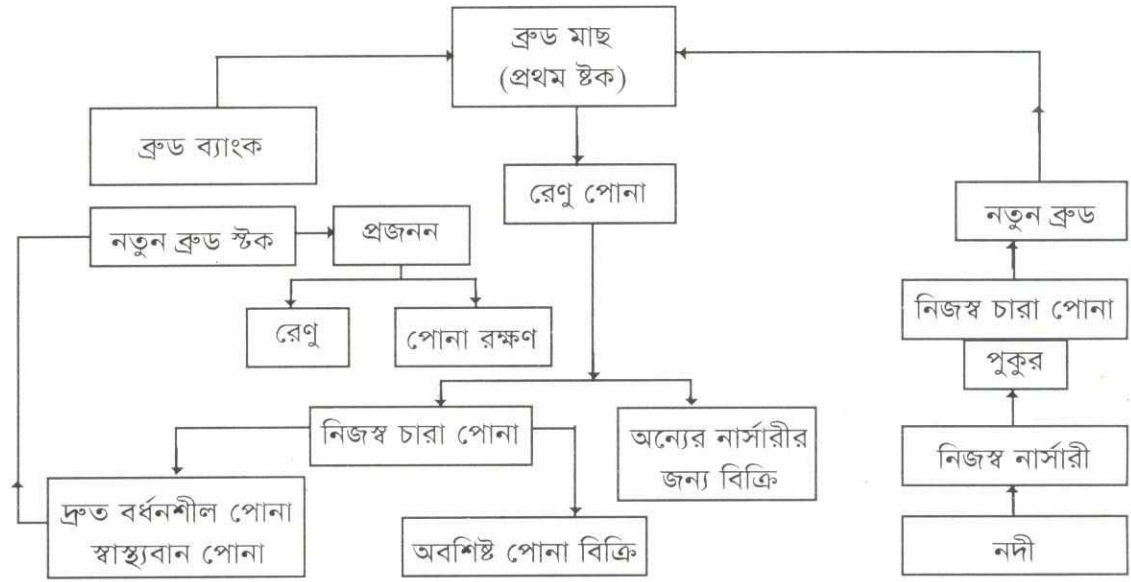 ব্রুড মাছ
(প্রথম ষ্টক)
ব্রুড ব্যাংক
রেণু পোনা
নতুন ব্রুড
নতুন ব্রুড স্টক
প্রজনন
নিজস্ব চারা পোনা
রেণু
পোনা রক্ষণ
পুকুর
নিজস্ব চারা পোনা
অন্যের নার্সারীর
জন্য বিক্রি
নিজস্ব নার্সারী
দ্রুত বর্ধনশীল পোনা
স্বাস্থ্যবান পোনা
অবশিষ্ট পোনা বিক্রি
নদী